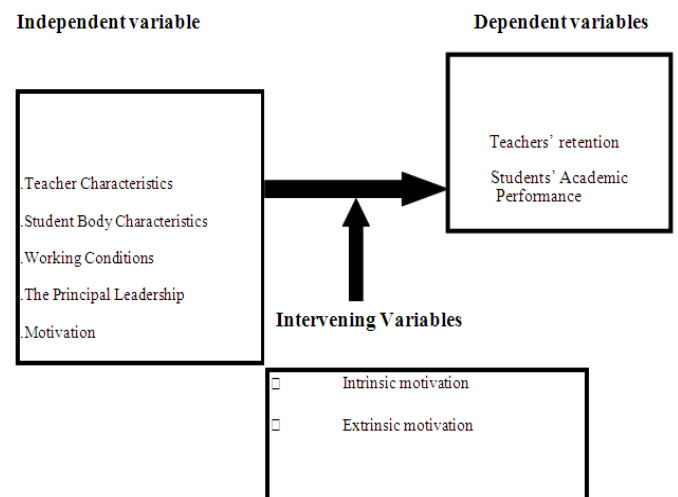 Independent variable
Dependent variables
.Teacher Characteristics
.Student Body Characteristics
.Working Conditions
.The Principal Leadership
.Motivation
Teachers’ retention
Students’ Academic
Performance
Intervening Variables
Intrinsic motivation
Extrinsic motivation